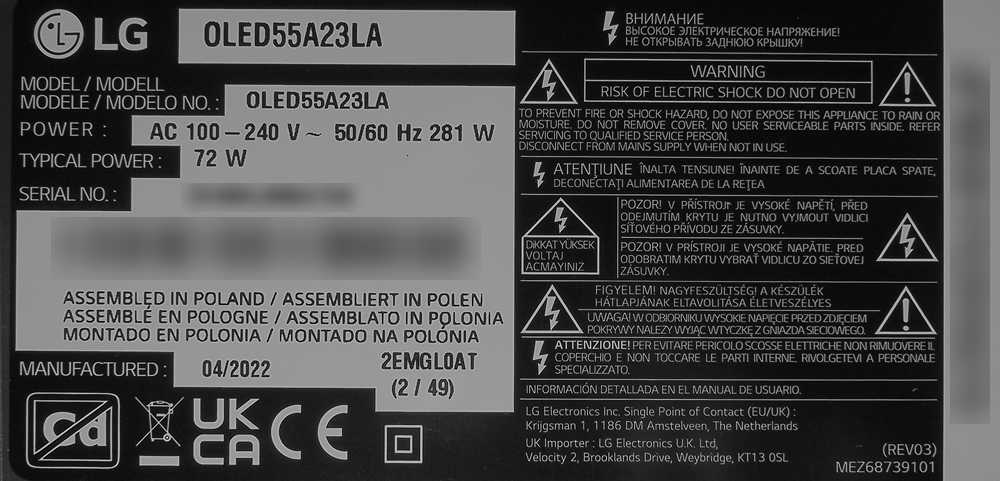 LG OLED55A23LA
MODEL / MODELL
MODELE / MODELO NO. : OLED55A23LA
POWER : AC 100 – 240 V ~ 50/60 Hz 281 W
TYPICAL POWER : 72 W
SERIAL NO. :
ASSEMBLED IN POLAND / ASSEMBLIERT IN POLEN
ASSEMBLÉ EN POLOGNE / ASSEMBLATO IN POLONIA
MONTADO EN POLONIA / MONTADO NA POLÓNIA
MANUFACTURED : 04/2022
2EMGL0AT
(2 / 49)
Cd
UK
CA
CE
ВНИМАНИЕ
ВЫСОКОЕ ЭЛЕКТРИЧЕСКОЕ НАПРЯЖЕНИЕ!
НЕ ОТКРЫВАТЬ ЗАДНЮЮ КРЫШКУ!
WARNING
RISK OF ELECTRIC SHOCK DO NOT OPEN
TO PREVENT FIRE OR SHOCK HAZARD, DO NOT EXPOSE THIS APPLIANCE TO RAIN OR
MOISTURE. DO NOT REMOVE COVER. NO USER SERVICEABLE PARTS INSIDE. REFER
SERVICING TO QUALIFIED SERVICE PERSON.
DISCONNECT FROM MAINS SUPPLY WHEN NOT IN USE.
ATENŢIUNE ÎNALTA TENSIUNE! ÎNAINTE DE A SCOATE PLACA SPATE,
DECONECTAŢI ALIMENTAREA DE LA REŢEA
DIKKAT YÜKSEK
VOLTAJ
AÇMAYINIZ
POZOR! V PŘÍSTROJI JE VYSOKÉ NAPĚTÍ, PŘED
ODEJMUTÍM KRYTU JE NUTNO VYJMOUT VIDLICI
SÍŤOVÉHO PŘÍVODU ZE ZÁSUVKY.
POZOR! V PRÍSTROJI JE VYSOKÉ NAPÄTIE. PRED
ODOBRATIM KRYTU VYBRAŤ VIDLICU ZO SIEŤOVEJ
ZÁSUVKY.
FIGYELEM! NAGYFESZÜLTSÉG! A KÉSZÜLÉK
HÁTLAPJÁNAK ELTAVOLITÁSA ÉLETVESZÉLYES
UWAGA! W ODBIORNIKU WYSOKIE NAPIĘCIE PRZED ZDJĘCIEM
POKRYWY NALEŻY WYJĄĆ WTYCZKĘ Z GNIAZDA SIECIOWEGO.
ATTENZIONE! PER EVITARE PERICOLO SCOSSE ELETTRICHE NON RIMUOVERE IL
COPERCHIO E NON TOCCARE LE PARTI INTERNE. RIVOLGETEVI A PERSONALE
SPECIALIZZATO.
INFORMACIÓN DETALLADA EN EL MANUAL DE USUARIO.
LG Electronics Inc. Single Point of Contact (EU/UK) :
Krijgsman 1, 1186 DM Amstelveen, The Netherlands
UK Importer : LG Electronics U.K. Ltd,
Velocity 2, Brooklands Drive, Weybridge, KT13 0SL
(REV03)
MEZ68739101